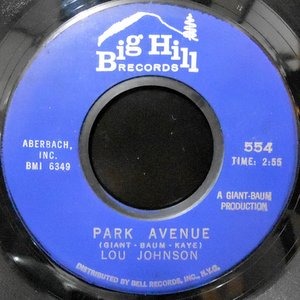 Big Hill
RECORDS
ABERBACH,
INC.
BMI 6349
554
TIME: 2:55
A GIANT-BAUM
PRODUCTION
PARK AVENUE
(GIANT - BAUM - KAYE)
LOU JOHNSON
DISTRIBUTED BY BELL RECORDS, INC., N.Y.C.